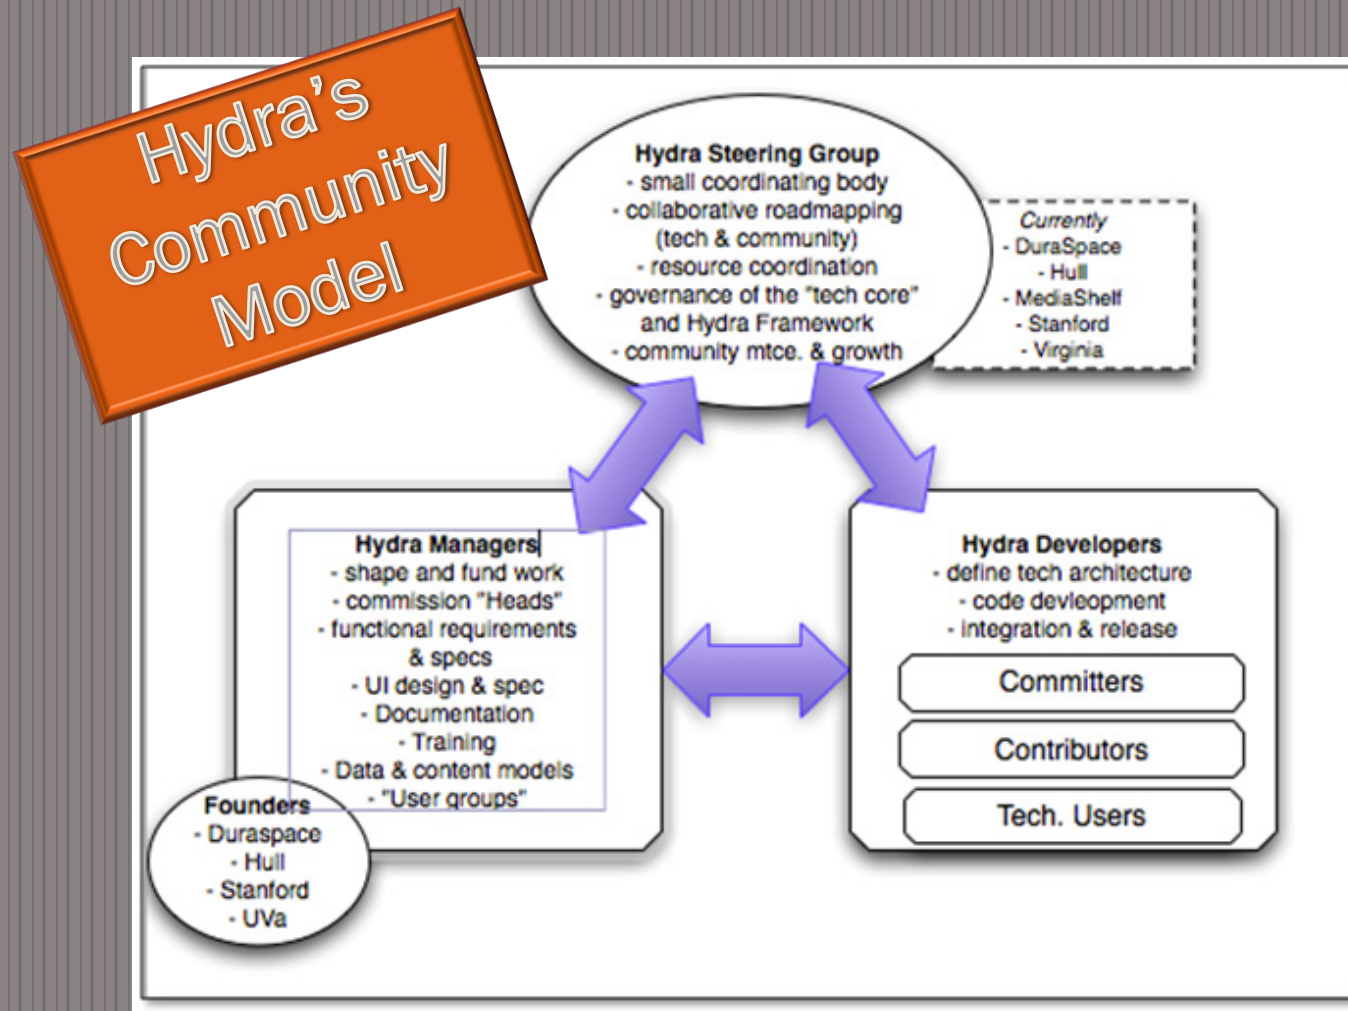 Hydra's
Community
Model
Hydra Steering Group
- small coordinating body
- collaborative roadmapping
(tech & community)
- resource coordination
- governance of the "tech core"
and Hydra Framework
- community mtce. & growth
Currently
- DuraSpace
- Hull
- MediaShelf
- Stanford
- Virginia
Hydra Managers
- shape and fund work
- commission "Heads"
- functional requirements
& specs
- UI design & spec
- Documentation
- Training
- Data & content models
- "User groups"
Founders
- Duraspace
- Hull
- Stanford
- UVa
Hydra Developers
- define tech architecture
- code devleopment
- integration & release
Committers
Contributors
Tech. Users